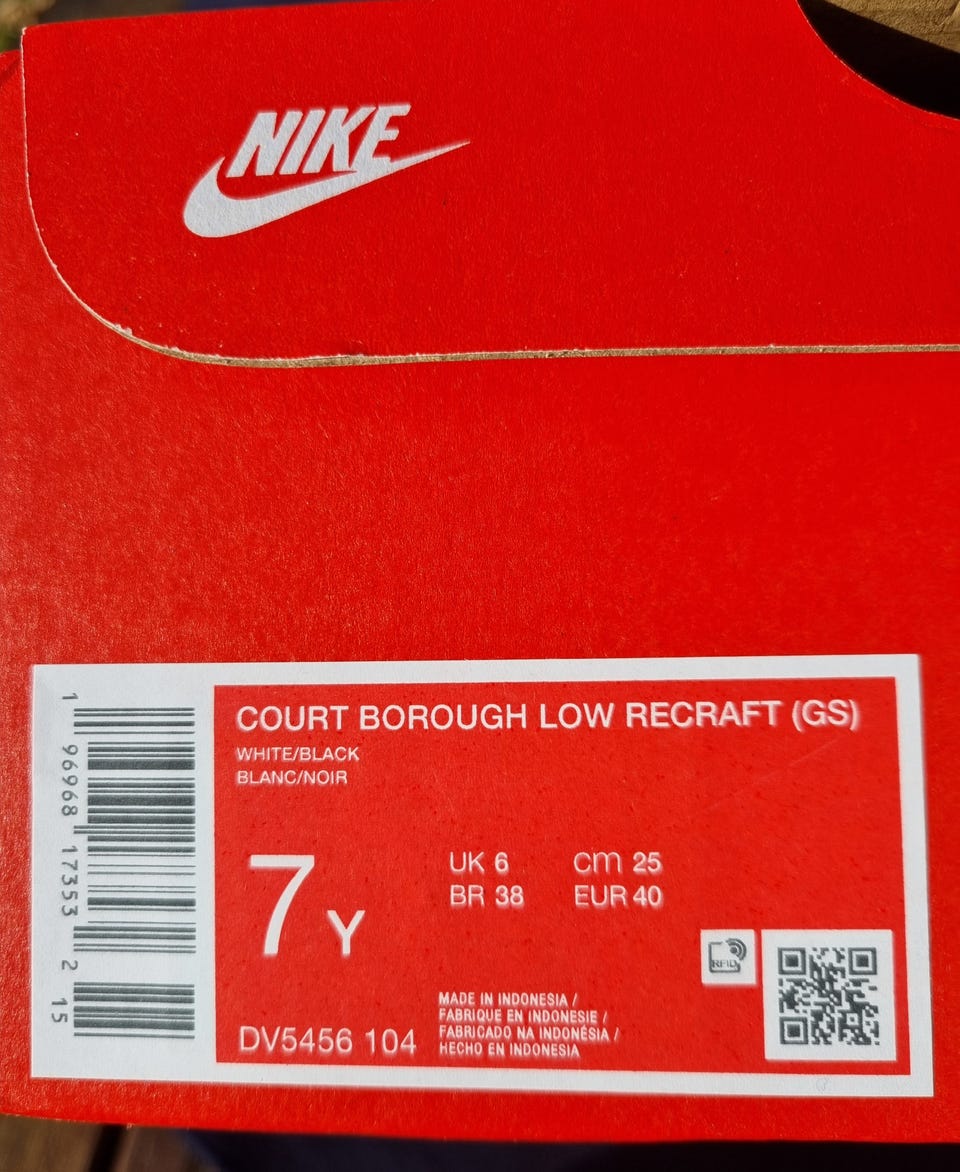 NIKE
COURT BOROUGH LOW RECRAFT (GS)
WHITE/BLACK
BLANC/NOIR
7 Y
UK 6 cm 25
BR 38 EUR 40
MADE IN INDONESIA /
FABRIQUE EN INDONESIE /
FABRICADO NA INDONÉSIA /
HECHO EN INDONESIA
DV5456 104
RFID
1 96968 17353 2 15